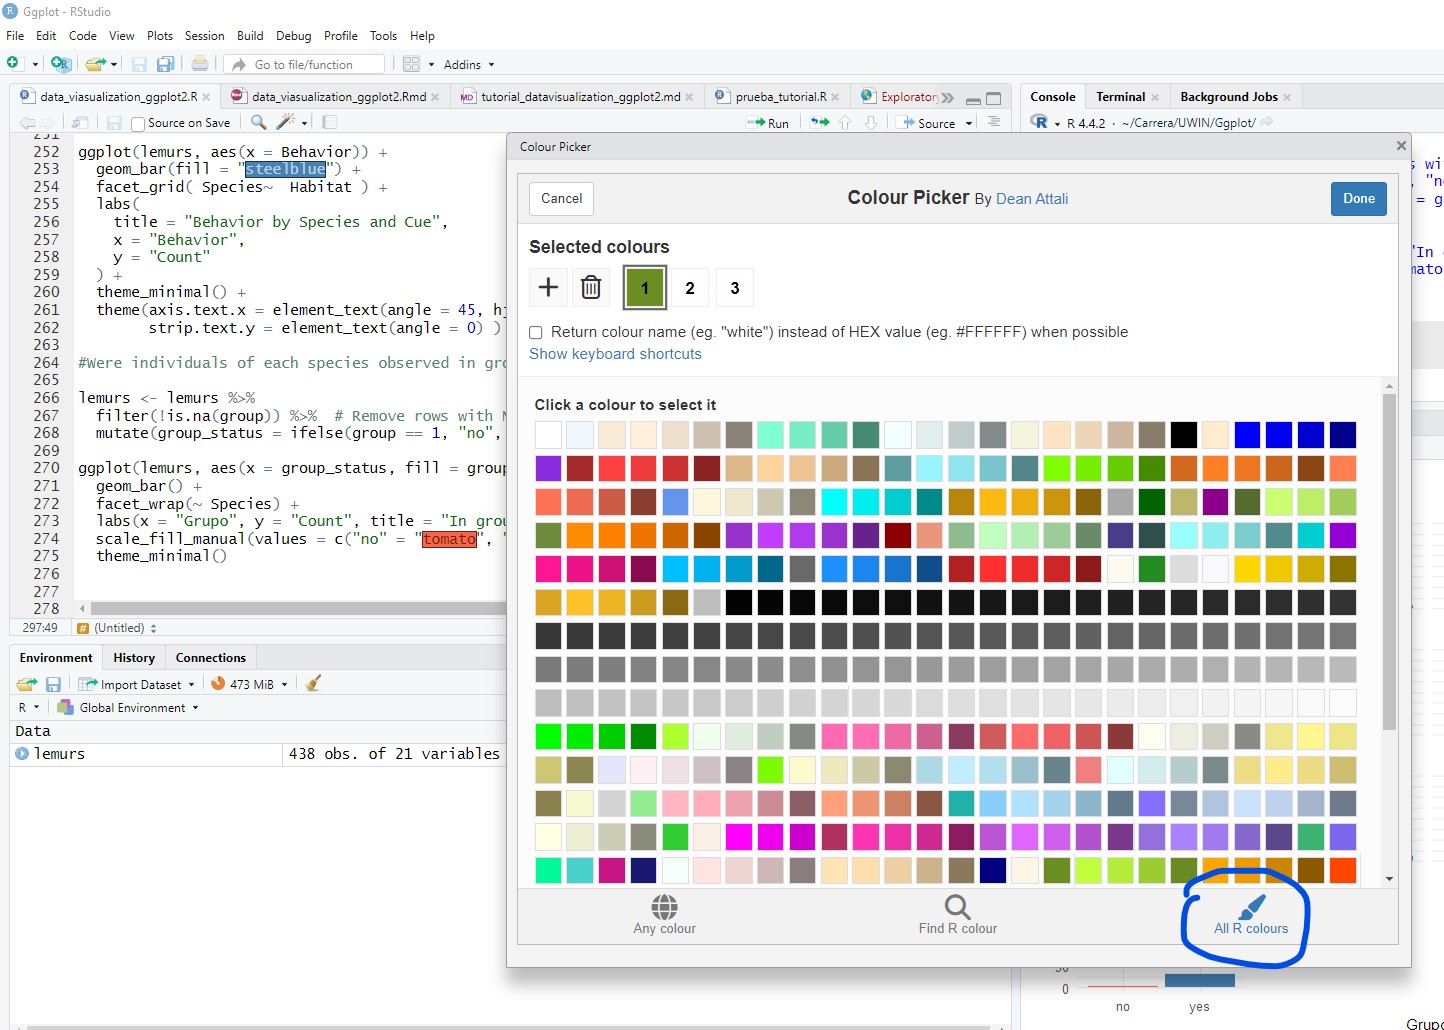 Ggplot - RStudio
File Edit Code View Plots Session Build Debug Profile Tools Help
Go to file/function Addins
data_viasualization_ggplot2.R data_viasualization_ggplot2.Rmd tutorial_datavisualization_ggplot2.md prueba_tutorial.R Explorator
Source on Save Run Source
252 ggplot(lemurs, aes(x = Behavior)) +
253 geom_bar(fill = "steelblue") +
254 facet_grid( Species~ Habitat ) +
255 labs(
256 title = "Behavior by Species and Cue",
257 x = "Behavior",
258 y = "Count"
259 ) +
260 theme_minimal() +
261 theme(axis.text.x = element_text(angle = 45, hj
262 strip.text.y = element_text(angle = 0) )
263
264 #Were individuals of each species observed in gro
265
266 lemurs <- lemurs %>%
267 filter(!is.na(group)) %>% # Remove rows with N
268 mutate(group_status = ifelse(group == 1, "no",
269
270 ggplot(lemurs, aes(x = group_status, fill = group
271 geom_bar() +
272 facet_wrap(~ Species) +
273 labs(x = "Grupo", y = "Count", title = "In grou
274 scale_fill_manual(values = c("no" = "tomato", "
275 theme_minimal()
276
277
278
297:49 # (Untitled)
Environment History Connections
Import Dataset 473 MiB
R Global Environment
Data
lemurs 438 obs. of 21 variables
Console Terminal Background Jobs
R 4.4.2 · ~/Carrera/UWIN/Ggplot/
Colour Picker
Cancel Colour Picker By Dean Attali Done
Selected colours
1 2 3
Return colour name (eg. "white") instead of HEX value (eg. #FFFFFF) when possible
Show keyboard shortcuts
Click a colour to select it
Any colour Find R colour All R colours
0
no yes